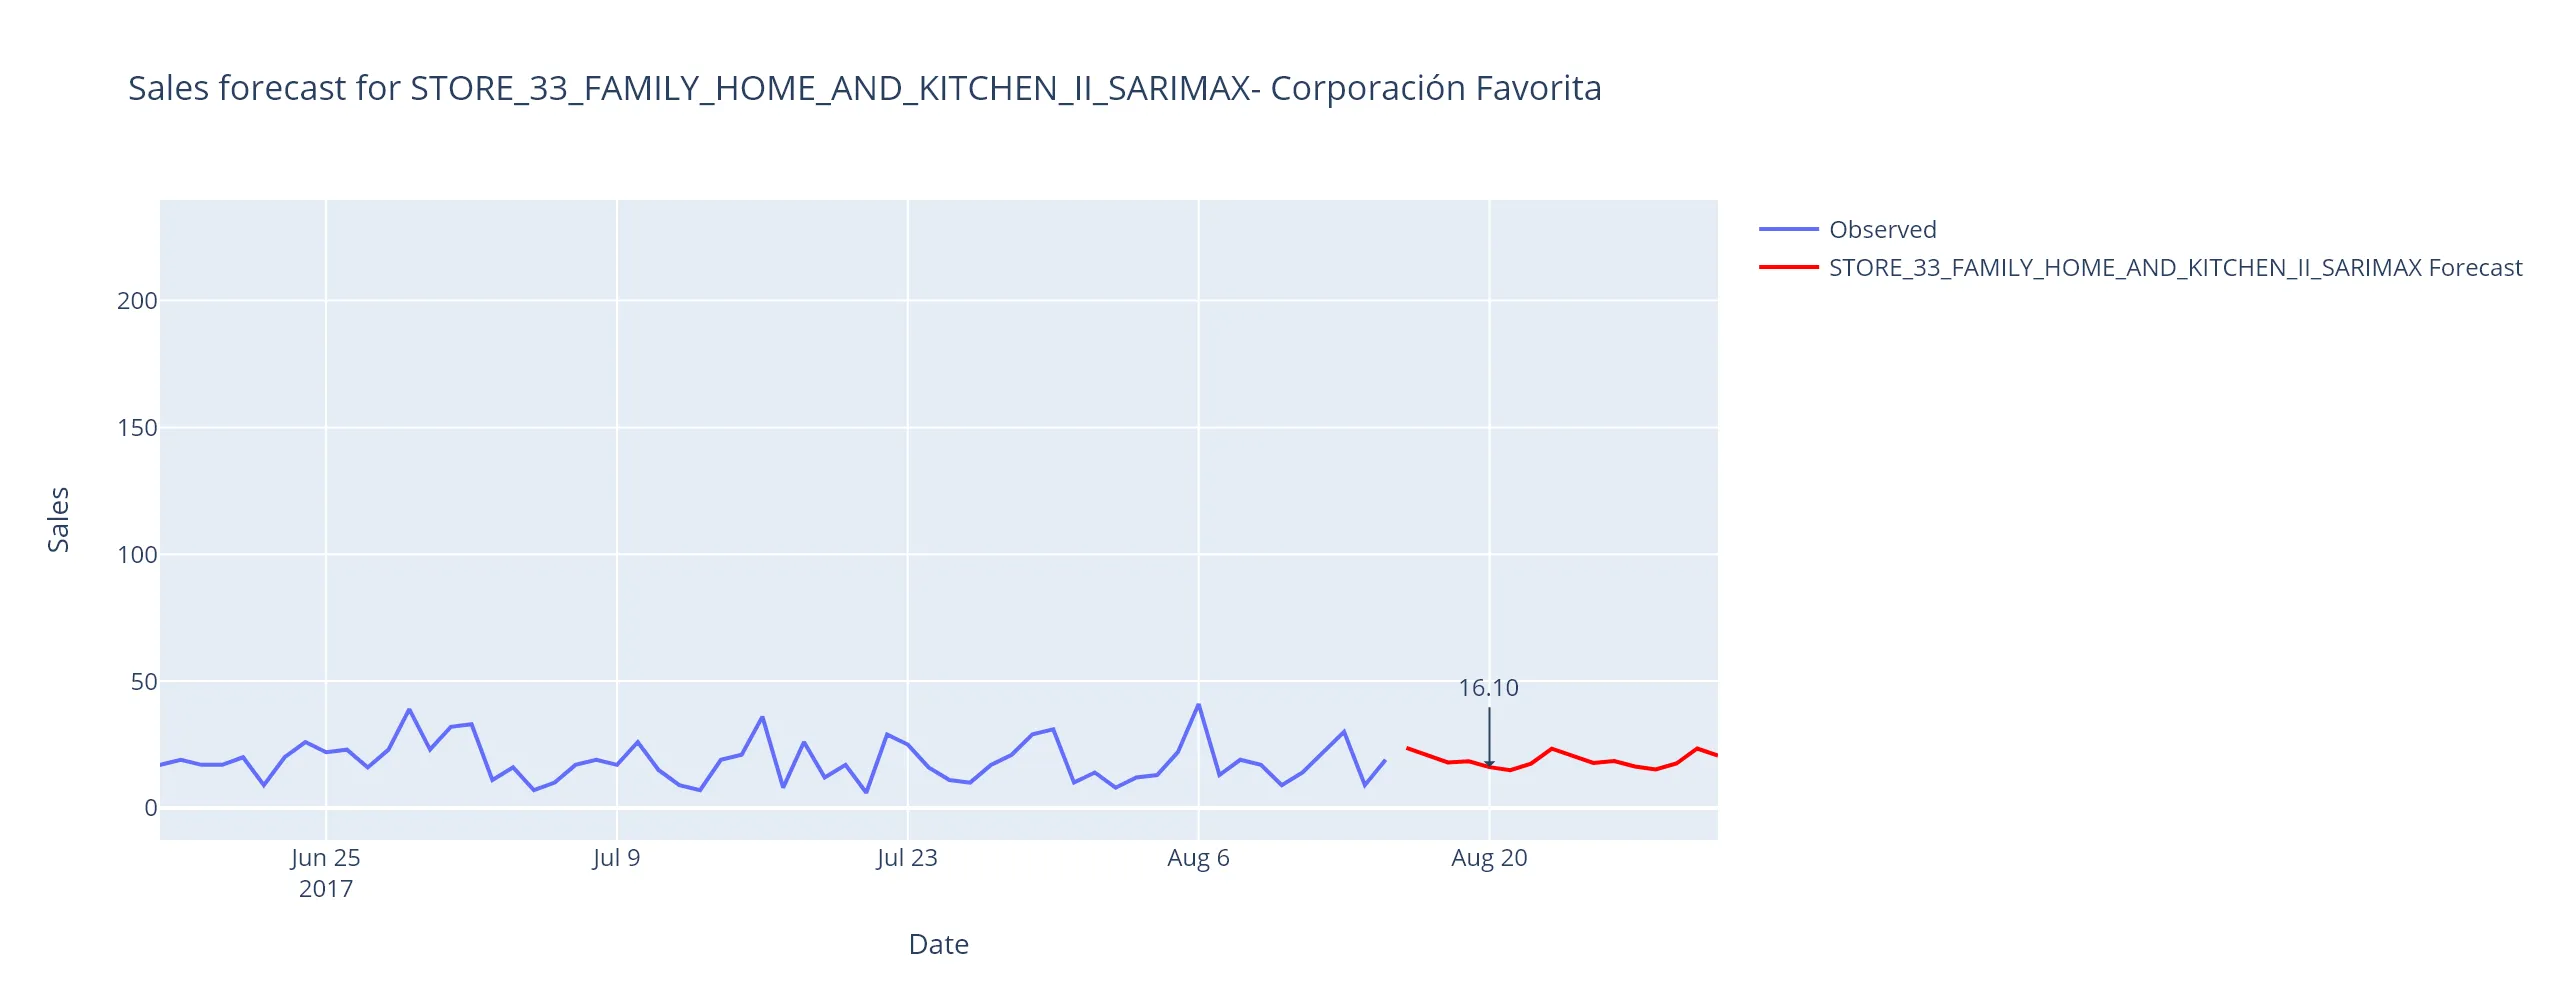 Sales forecast for STORE_33_FAMILY_HOME_AND_KITCHEN_II_SARIMAX- Corporación Favorita
Observed
STORE_33_FAMILY_HOME_AND_KITCHEN_II_SARIMAX Forecast
200
150
100
50
0
Sales
16.10
Jun 25
2017
Jul 9
Jul 23
Aug 6
Aug 20
Date